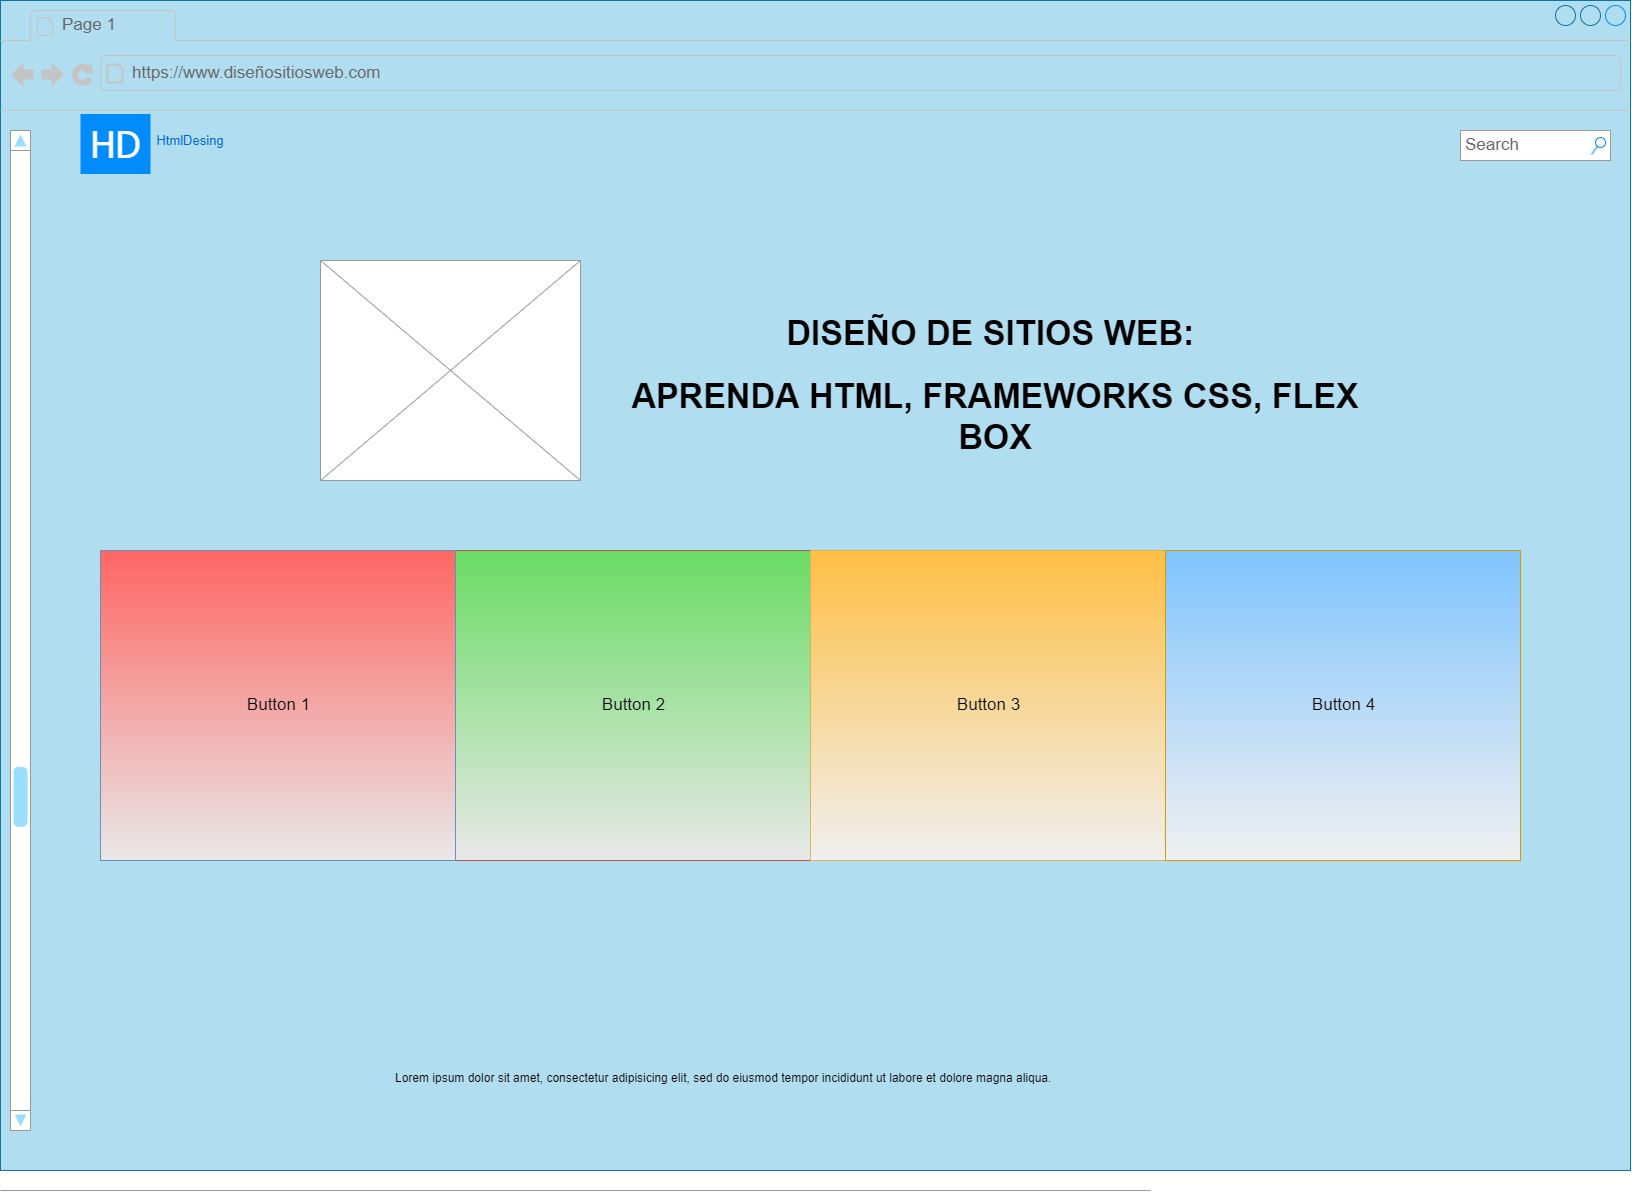 Page 1
https://www.diseñositiosweb.com
HD
HtmlDesing
Search
DISEÑO DE SITIOS WEB:
APRENDA HTML, FRAMEWORKS CSS, FLEX
BOX
Button 1
Button 2
Button 3
Button 4
Lorem ipsum dolor sit amet, consectetur adipisicing elit, sed do eiusmod tempor incididunt ut labore et dolore magna aliqua.